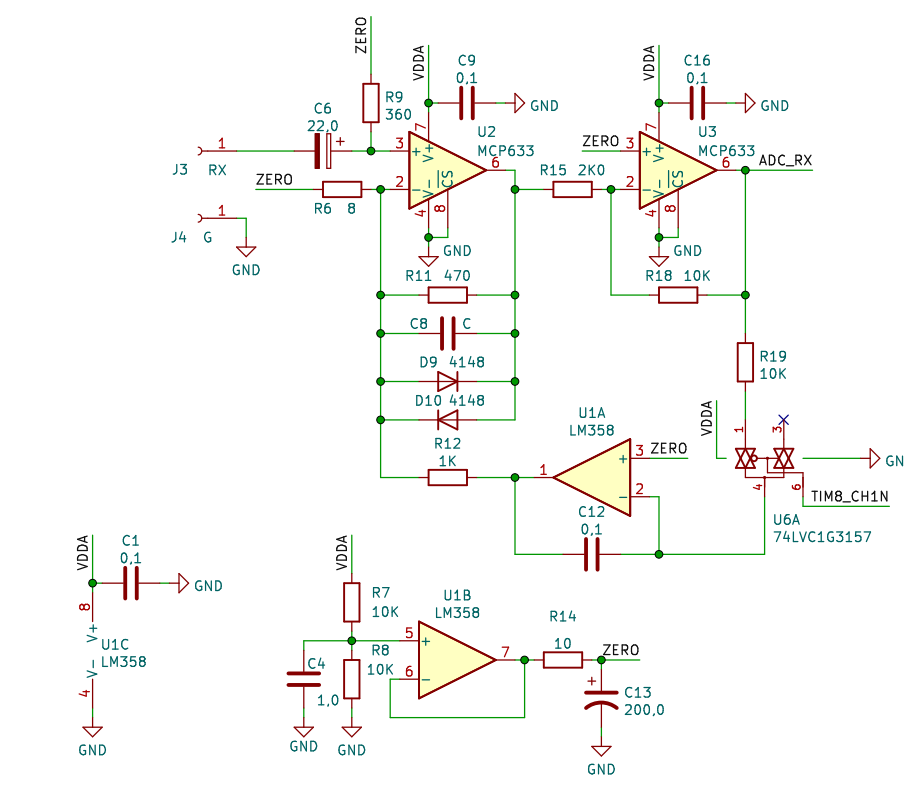 ZERO
VDDA
C9
0,1
GND
VDDA
C16
0,1
GND
R9
360
C6
22,0
+
7
U2
MCP633
7
U3
MCP633
J3
1
RX
3
+
V+
6
ZERO
3
+
V+
6
ADC_RX
ZERO
R6 8
2
−
V−
CS
4
8
R15 2K0
2
−
V−
CS
4
8
J4
1
G
GND
GND
GND
R11 470
R18 10K
C8 C
D9 4148
D10 4148
R19
10K
R12
1K
U1A
LM358
1
3
+
ZERO
2
−
VDDA
1
3
4
6
GN
TIM8_CH1N
U6A
74LVC1G3157
C12
0,1
VDDA
C1
0,1
GND
8
V+
U1C
LM358
V−
4
GND
VDDA
R7
10K
R8
10K
C4
1,0
GND
GND
U1B
LM358
5
+
6
−
7
R14
10
ZERO
+
C13
200,0
GND